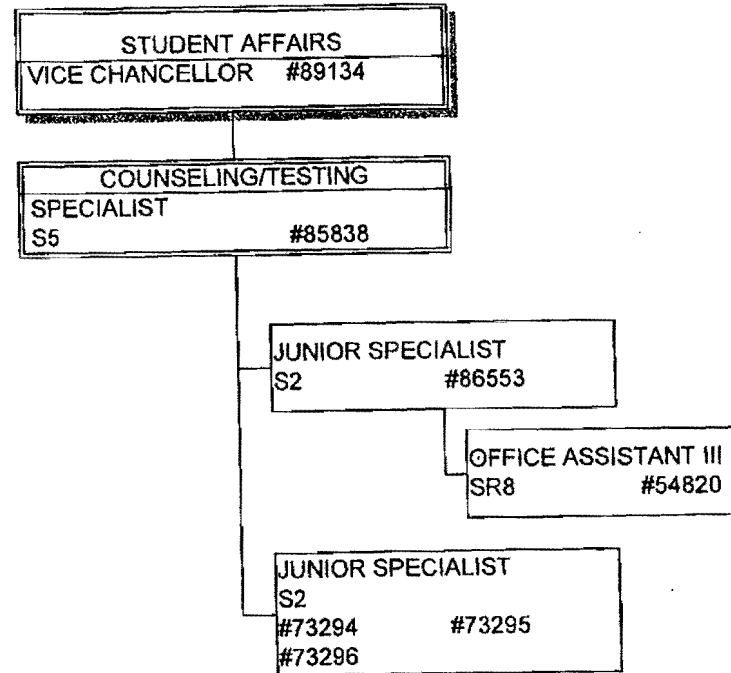 STUDENT AFFAIRS
VICE CHANCELLOR #89134
COUNSELING/TESTING
SPECIALIST
S5 #85838
JUNIOR SPECIALIST
S2 #86553
OFFICE ASSISTANT III
SR8 #54820
JUNIOR SPECIALIST
S2
#73294 #73295
#73296